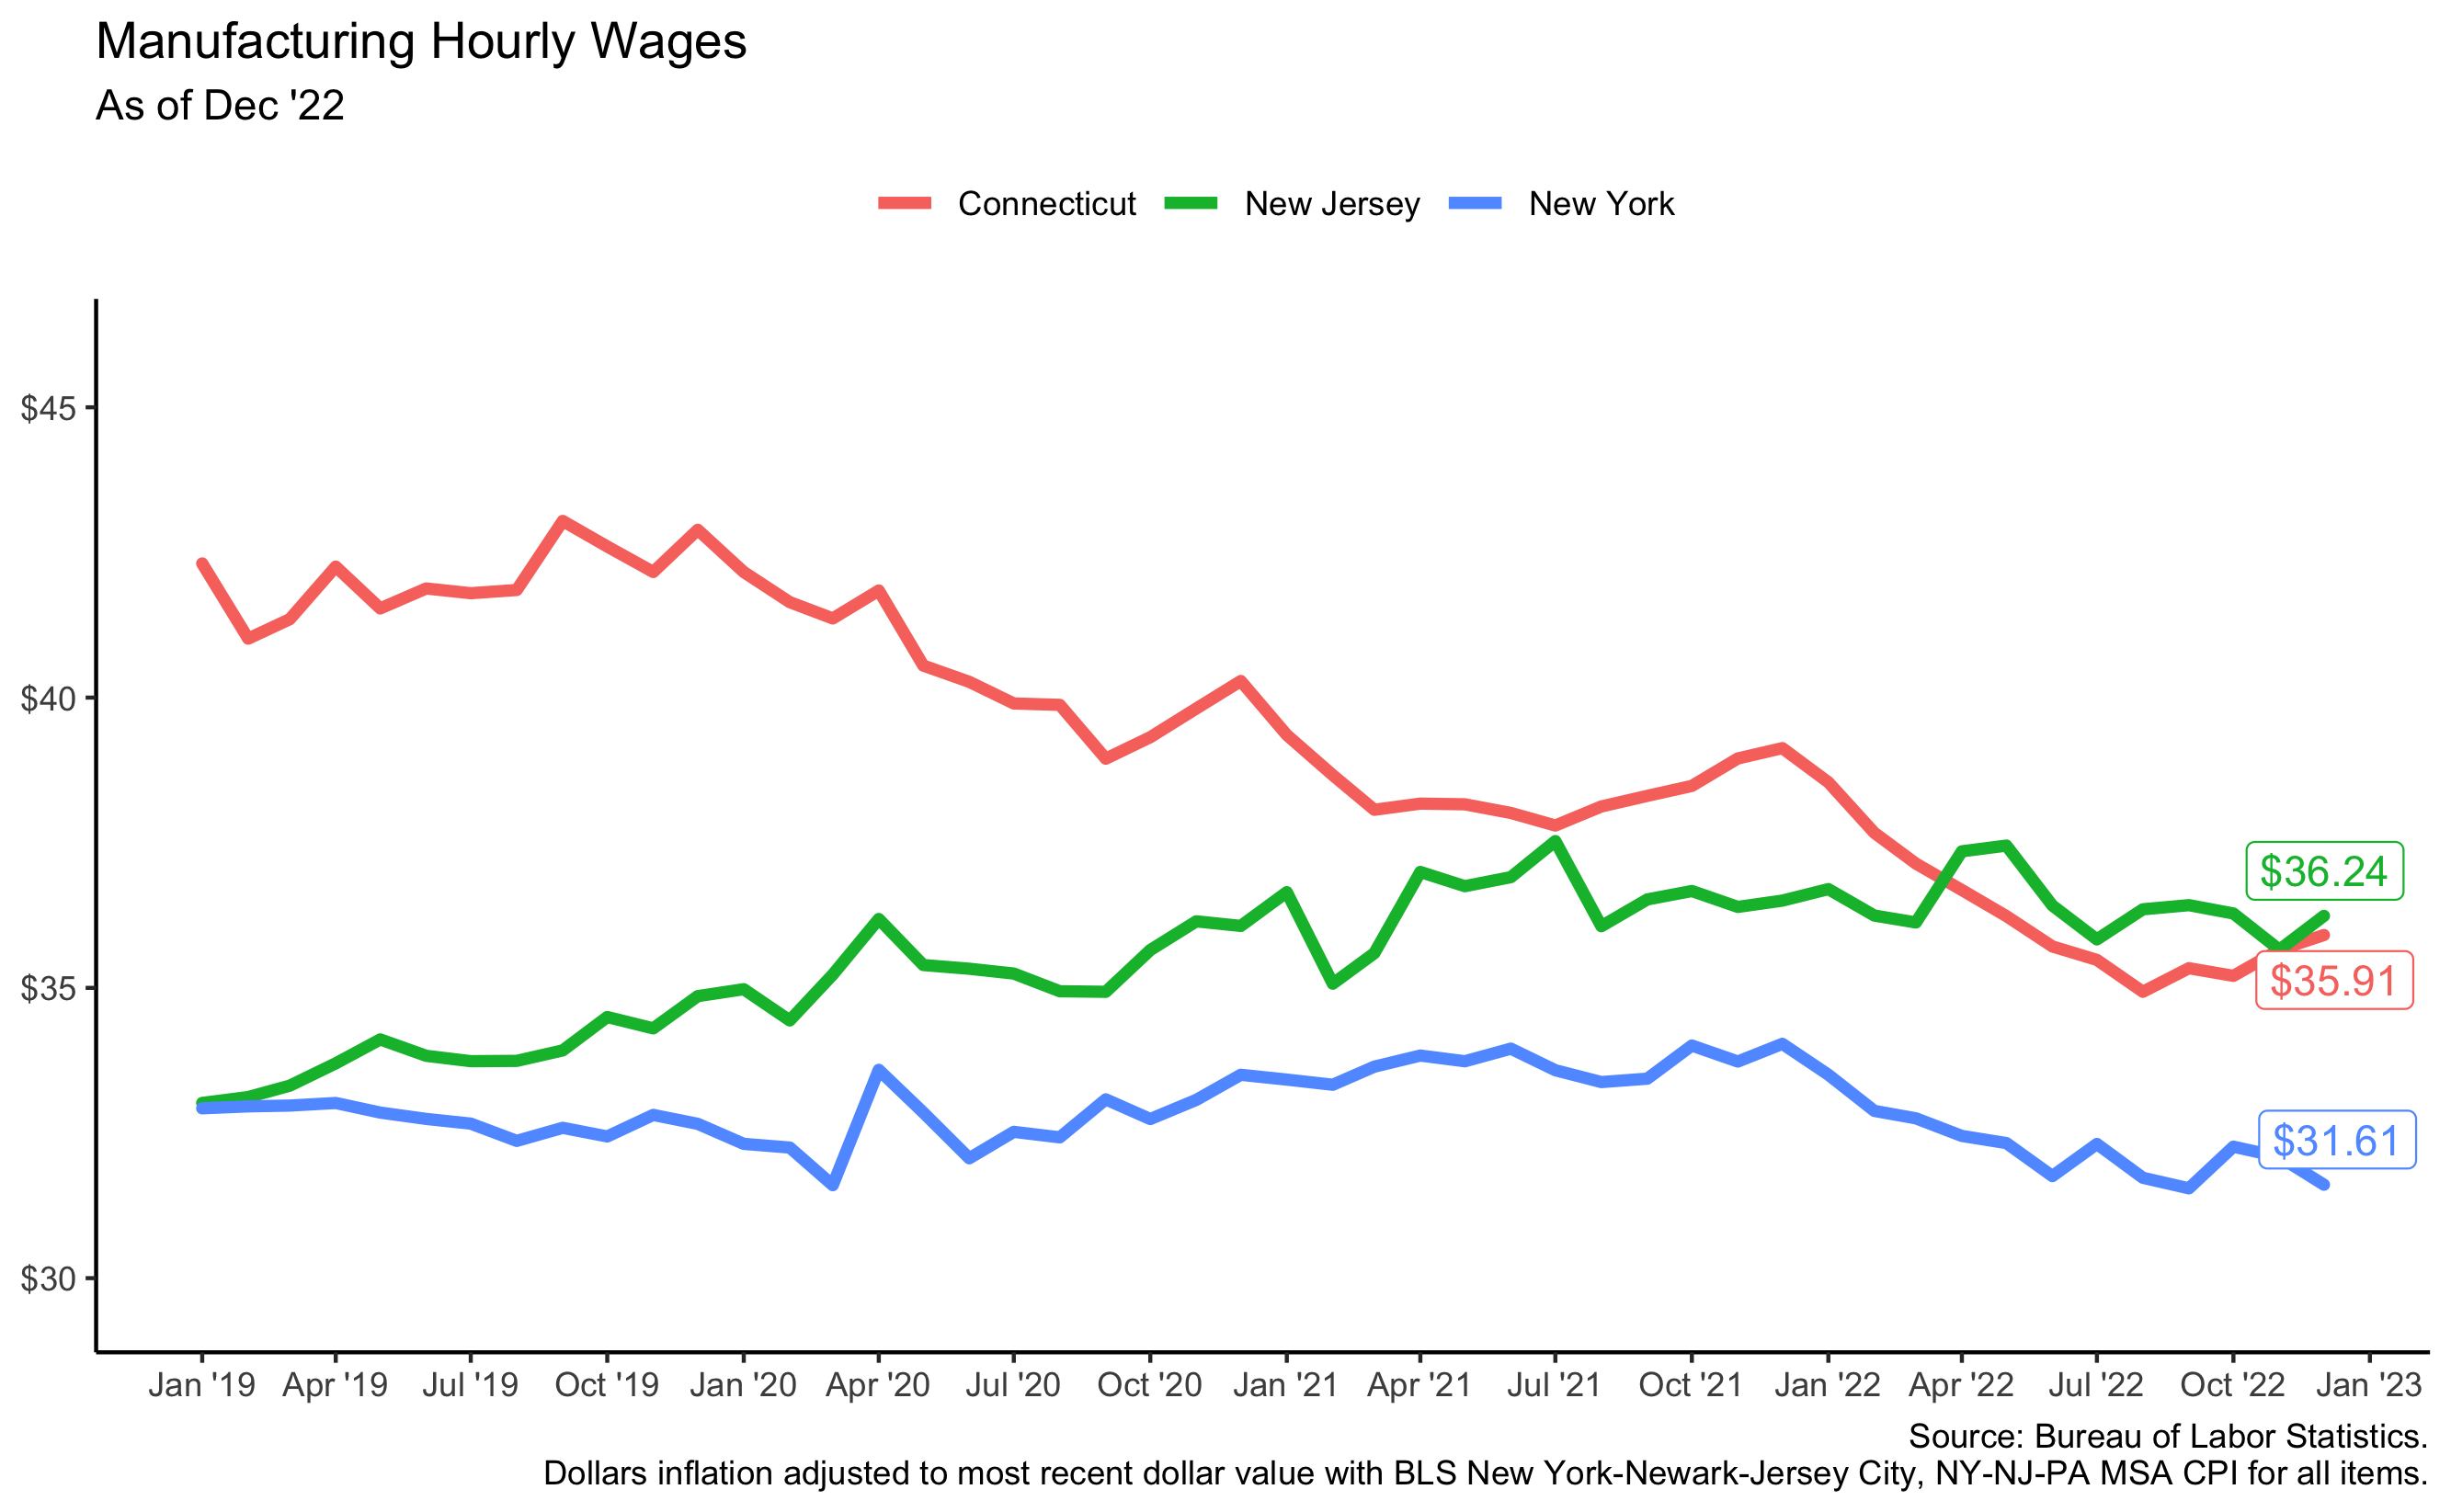 Manufacturing Hourly Wages
As of Dec '22
Connecticut New Jersey New York
$45
$40
$35
$30
$36.24
$35.91
$31.61
Jan '19 Apr '19 Jul '19 Oct '19 Jan '20 Apr '20 Jul '20 Oct '20 Jan '21 Apr '21 Jul '21 Oct '21 Jan '22 Apr '22 Jul '22 Oct '22 Jan '23
Source: Bureau of Labor Statistics.
Dollars inflation adjusted to most recent dollar value with BLS New York-Newark-Jersey City, NY-NJ-PA MSA CPI for all items.